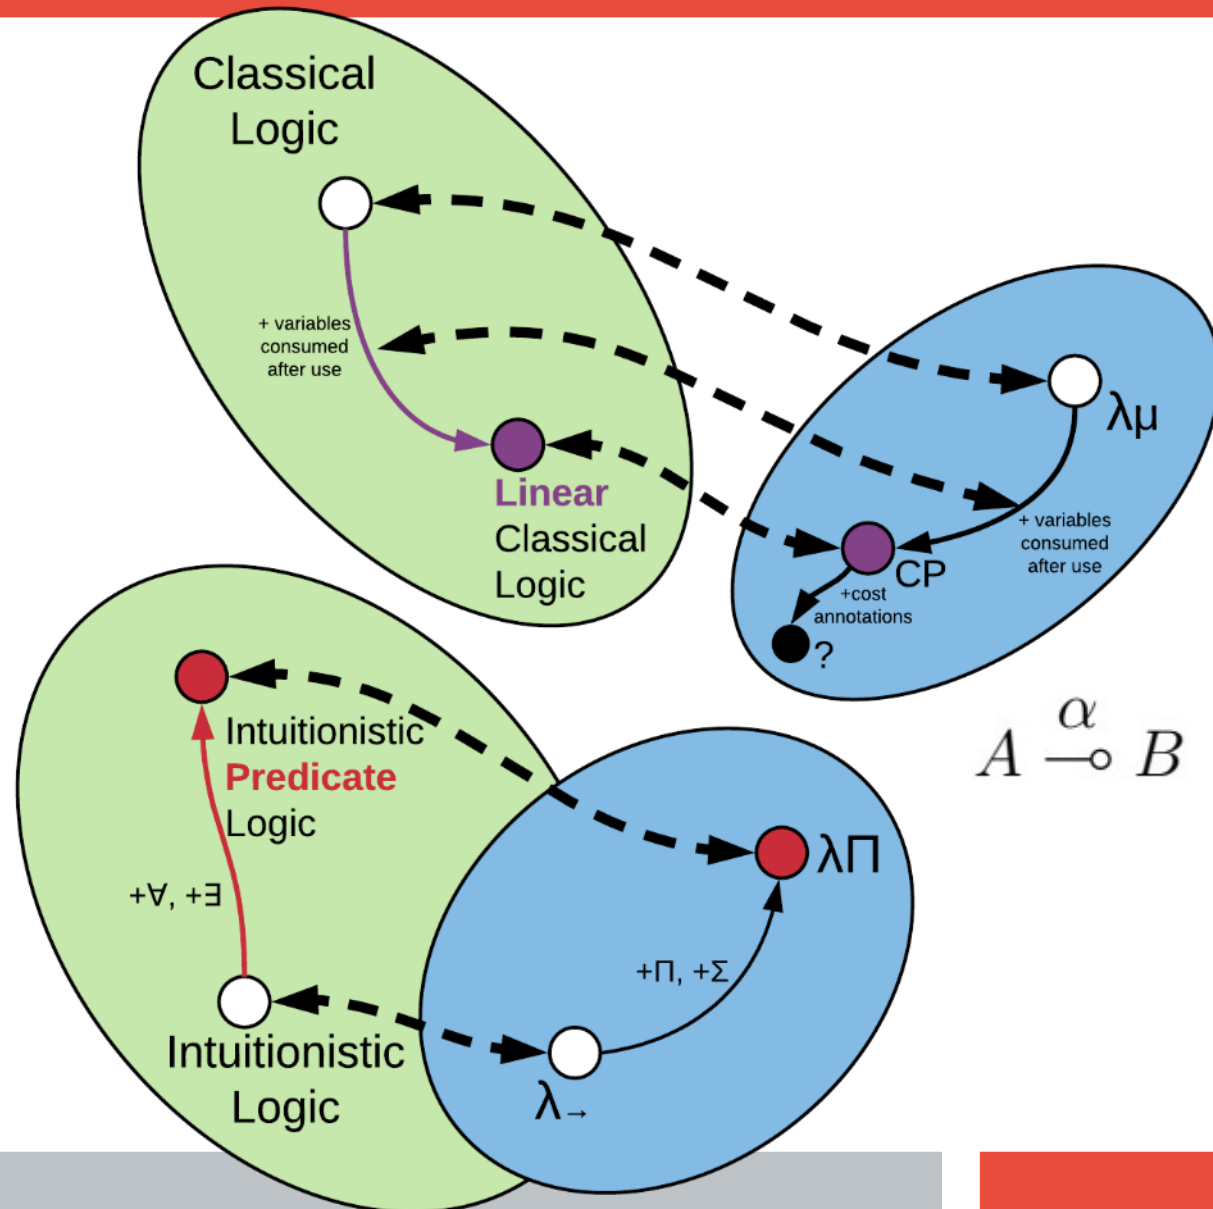 Classical
Logic
+ variables
consumed
after use
Linear
Classical
Logic
λμ
+ variables
consumed
after use
CP
+cost
annotations
?
α
A ⊸ B
Intuitionistic
Predicate
Logic
+∀, +∃
Intuitionistic
Logic
λΠ
+Π, +Σ
λ→